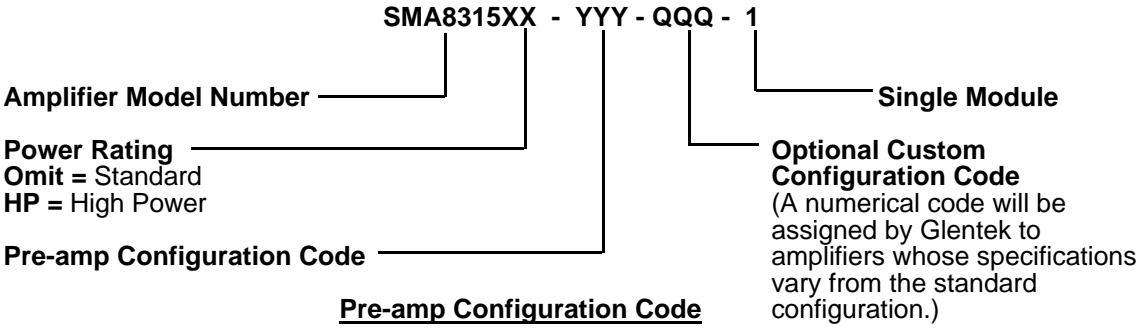 SMA8315XX - YYY - QQQ - 1
Amplifier Model Number
Single Module
Power Rating
Omit = Standard
HP = High Power
Optional Custom
Configuration Code
(A numerical code will be
assigned by Glentek to
amplifiers whose specifications
vary from the standard
configuration.)
Pre-amp Configuration Code
Pre-amp Configuration Code